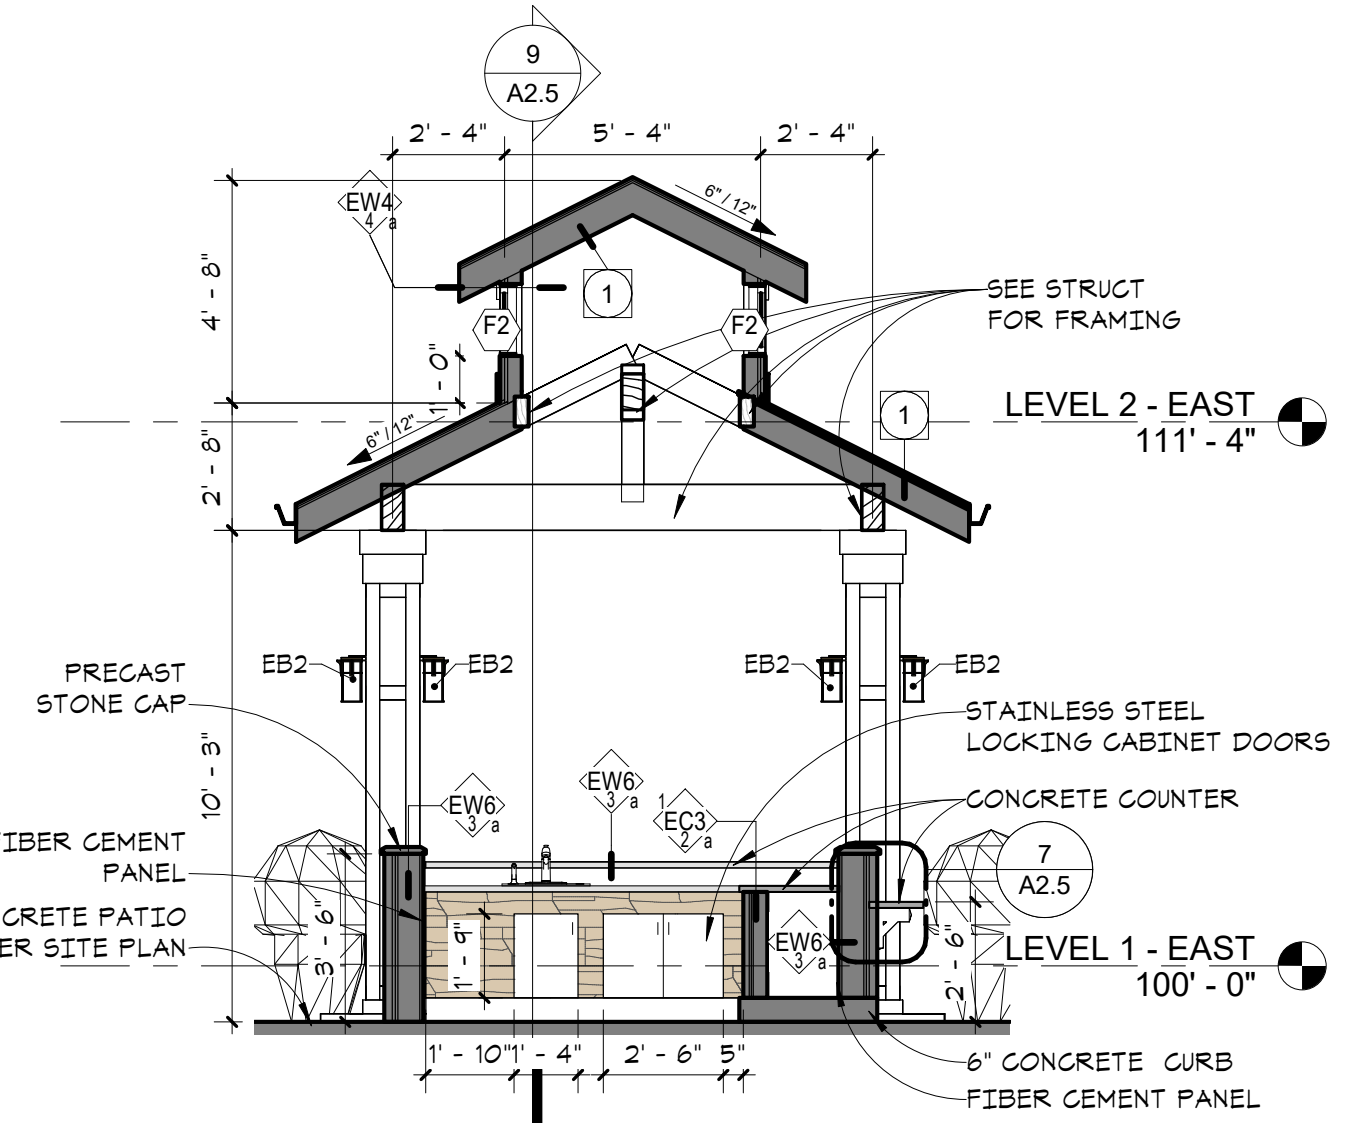 9
A2.5
2' - 4"
5' - 4"
2' - 4"
EW4
4 a
6" / 12"
4' - 8"
1
SEE STRUCT
FOR FRAMING
F2
F2
1' - 0"
1
LEVEL 2 - EAST
111' - 4"
6" / 12"
2' - 8"
PRECAST
STONE CAP
EB2
EB2
EB2
EB2
STAINLESS STEEL
LOCKING CABINET DOORS
10' - 3"
EW6
3 a
EW6
3 a
1
EC3
2 a
CONCRETE COUNTER
FIBER CEMENT
PANEL
7
A2.5
CRETE PATIO
ER SITE PLAN
3' - 6"
1' - 9"
EW6
3 a
2' - 6"
LEVEL 1 - EAST
100' - 0"
1' - 10"
1' - 4"
2' - 6"
5"
6" CONCRETE CURB
FIBER CEMENT PANEL